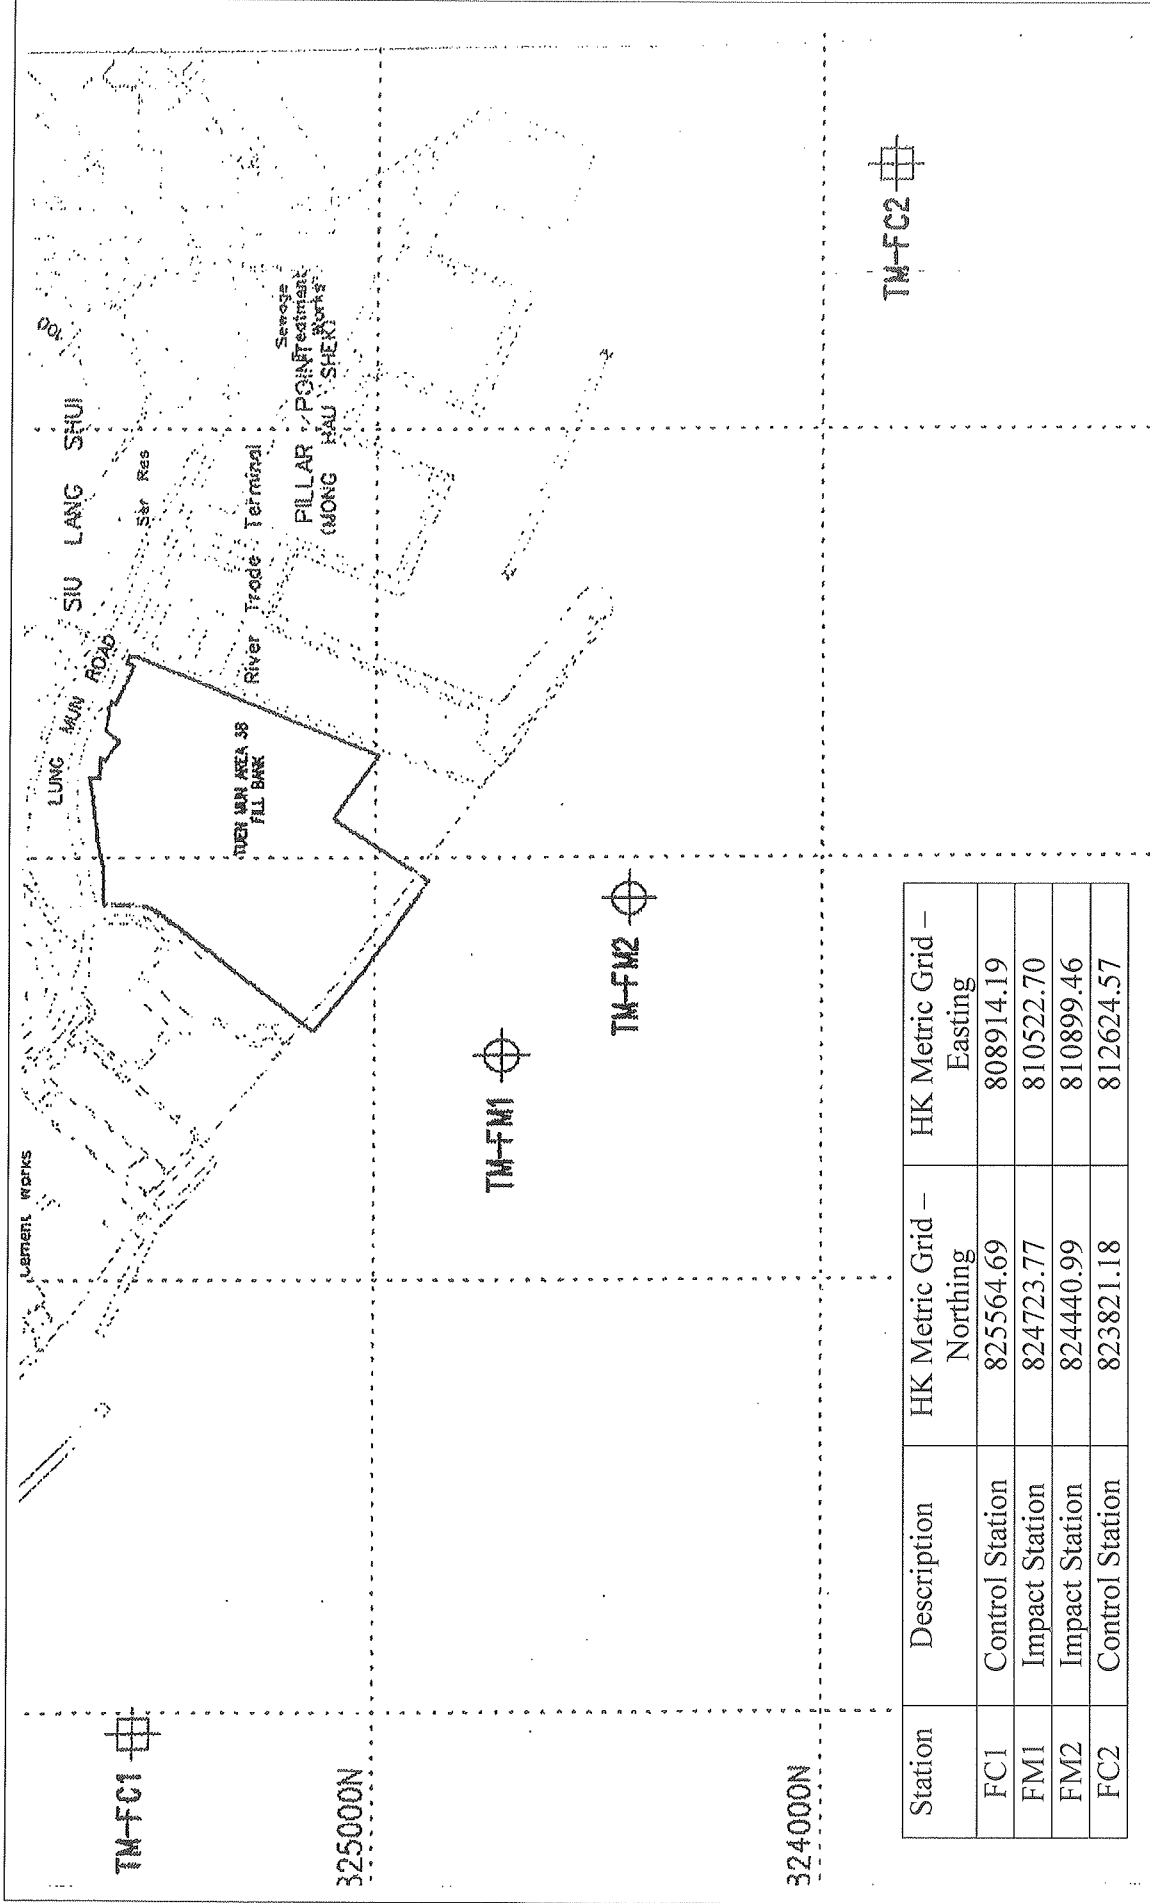 Cement works
LUNG MUN ROAD
SIU LANG SHUI
100
Ser Res
TM-FC1
TUEN MUN AREA 38
FILL BANK
River Trade Terminal
Sewage
Treatment
Works
PILLAR POINT
(MONG HAU SHEK)
325000N
TM-FM1
TM-FM2
324000N
TM-FC2
Station Description HK Metric Grid – Northing HK Metric Grid – Easting
FC1 Control Station 825564.69 808914.19
FM1 Impact Station 824723.77 810522.70
FM2 Impact Station 824440.99 810899.46
FC2 Control Station 823821.18 812624.57